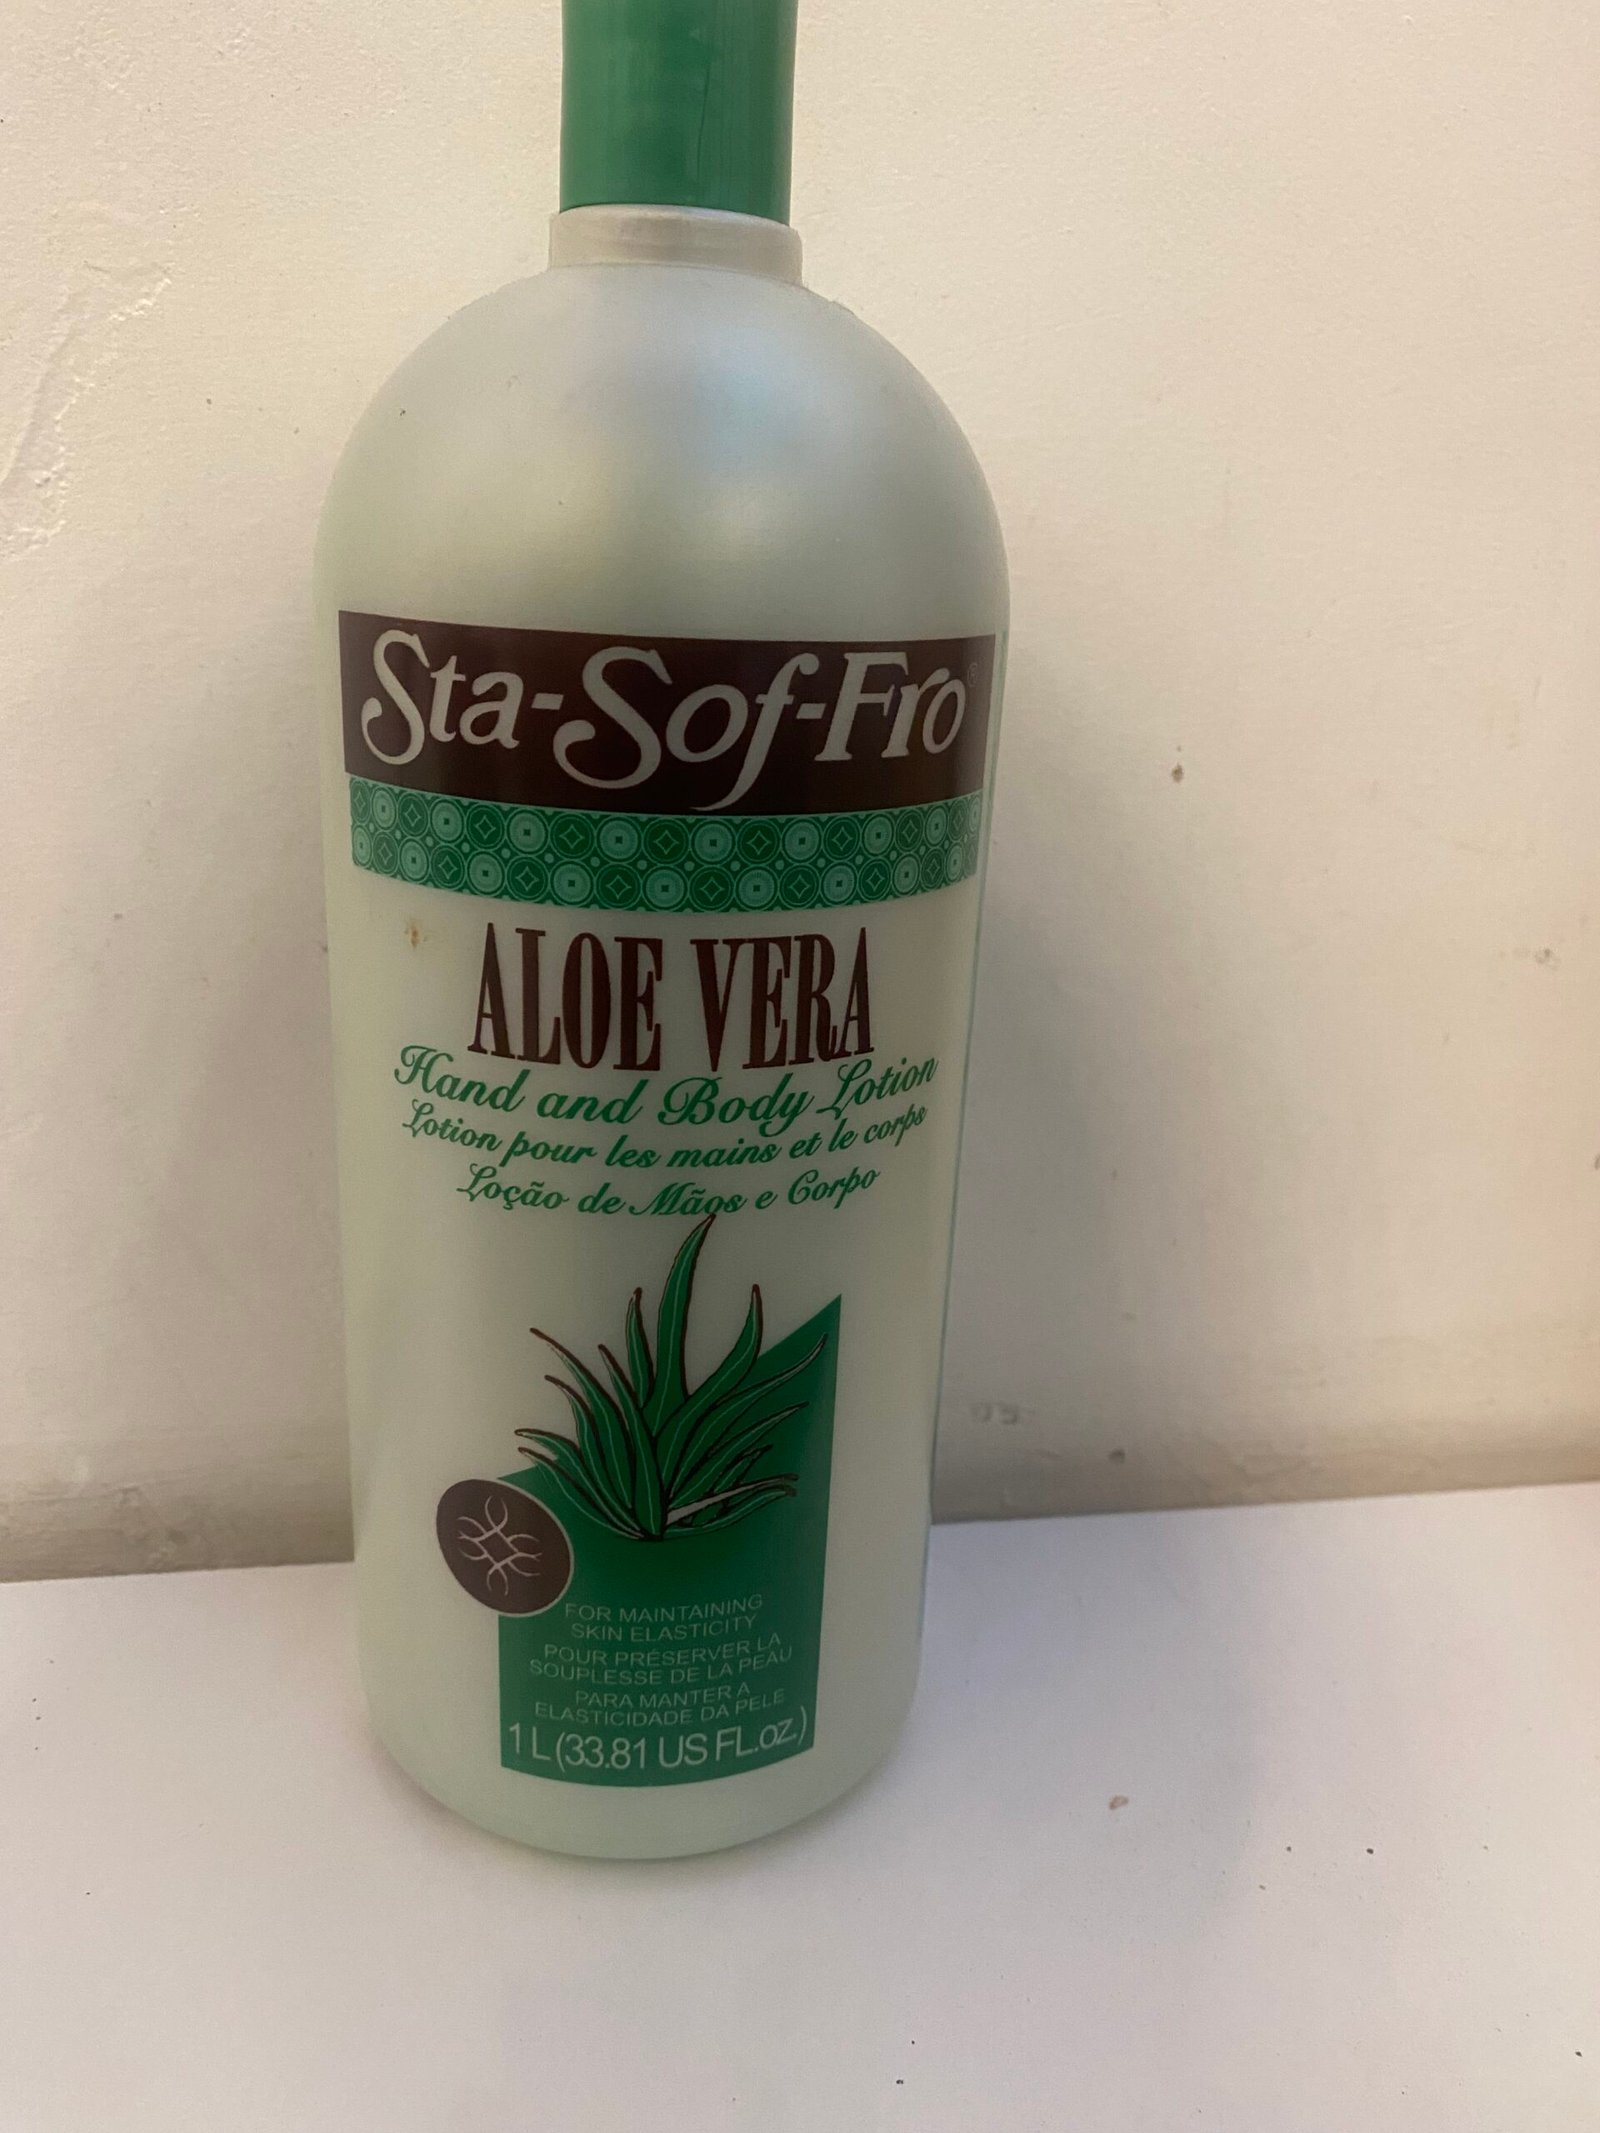 Sta-Sof-Fro®
ALOE VERA
Hand and Body Lotion
Lotion pour les mains et le corps
Loção de Mãos e Corpo
FOR MAINTAINING
SKIN ELASTICITY
POUR PRÉSERVER LA
SOUPLESSE DE LA PEAU
PARA MANTER A
ELASTICIDADE DA PELE
1 L (33.81 US FL.oz.)